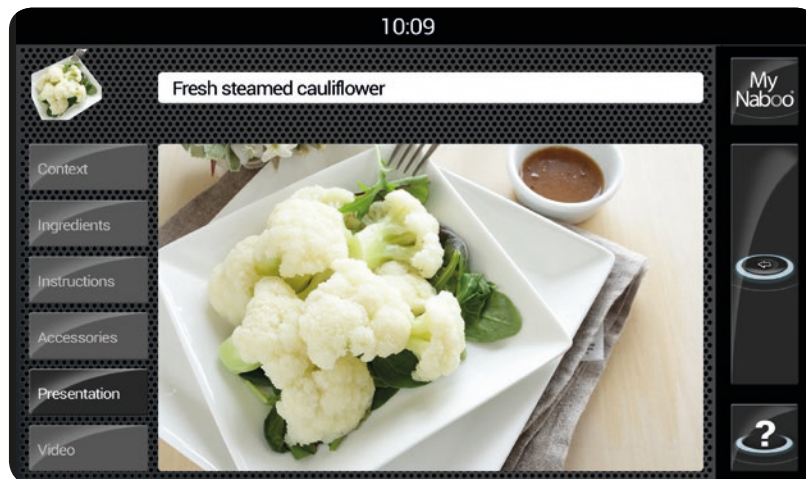 10:09
Fresh steamed cauliflower
My
Naboo
Context
Ingredients
Instructions
Accessories
Presentation
Video
?